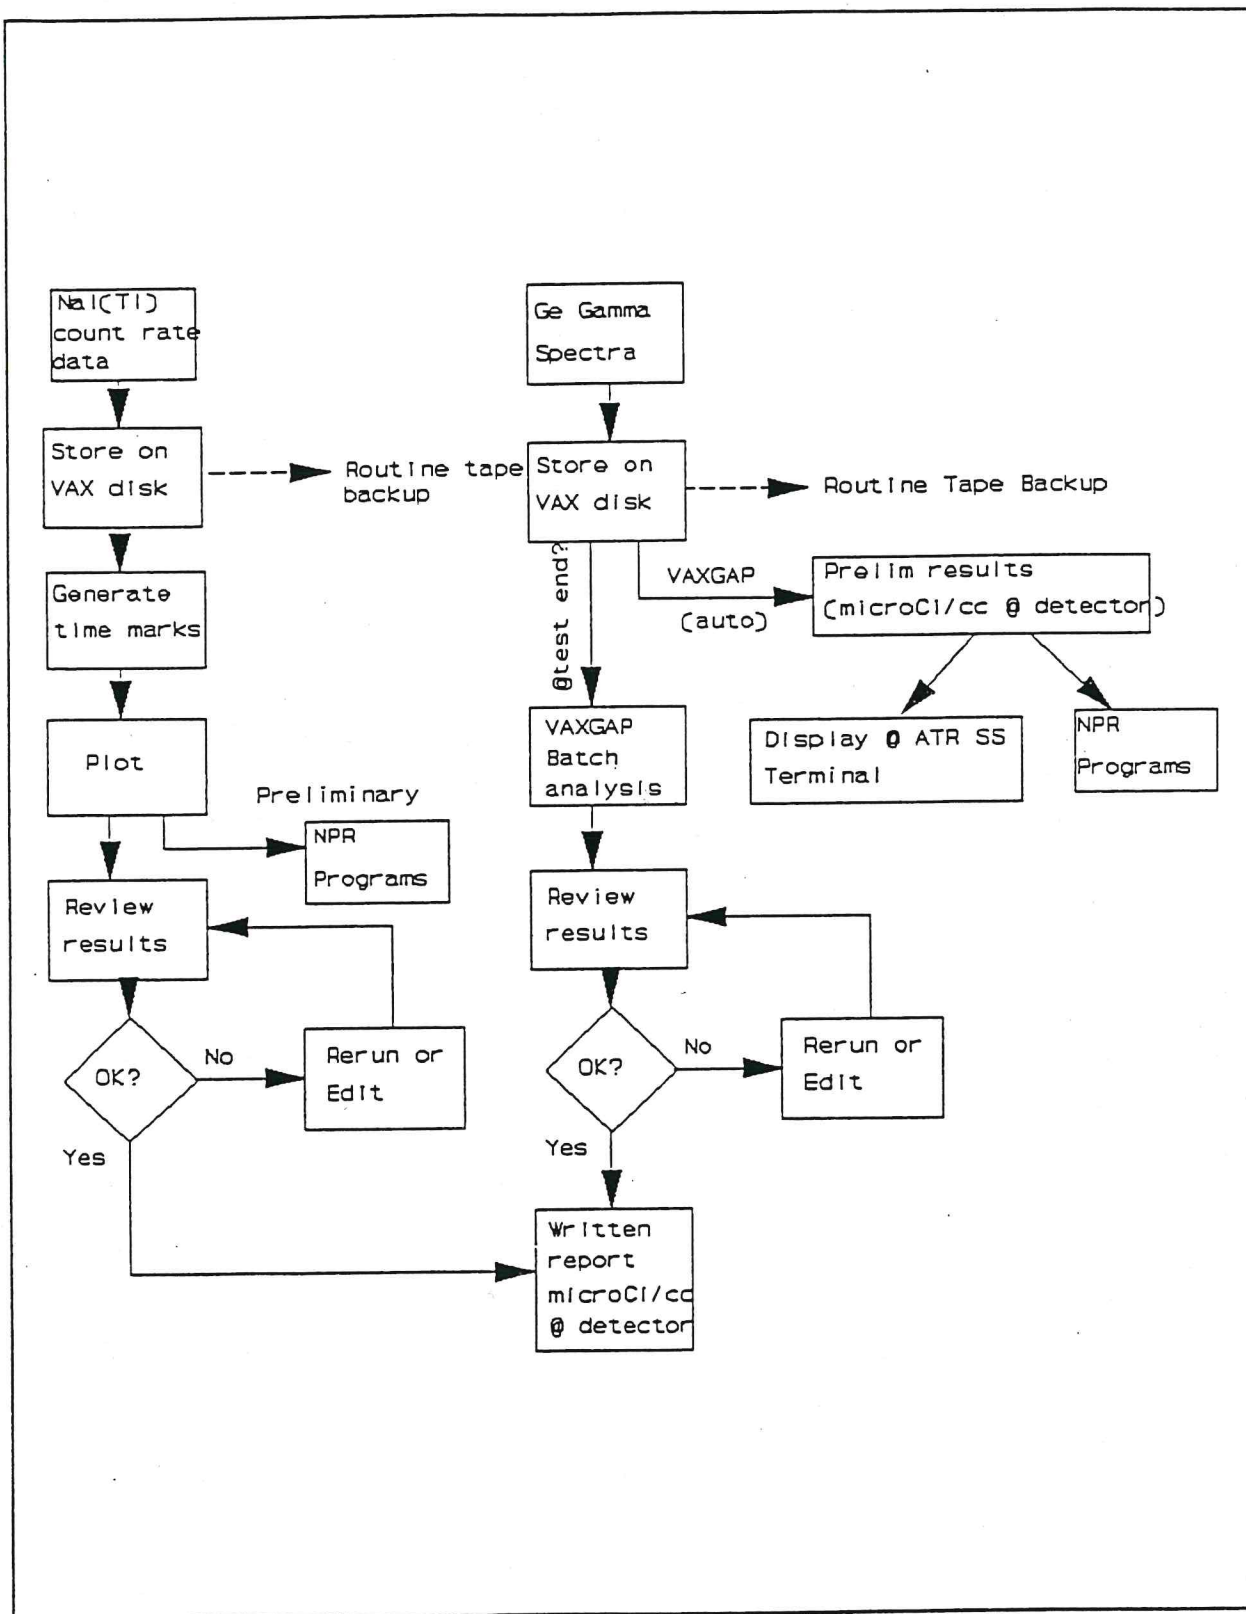 NaI(Tl)
count rate
data
Store on
VAX disk
Routine tape
backup
Generate
time marks
Plot
Preliminary
NPR
Programs
Review
results
OK?
No
Rerun or
Edit
Yes
Ge Gamma
Spectra
Store on
VAX disk
Routine Tape Backup
@test end?
VAXGAP
(auto)
Prelim results
(microCi/cc @ detector)
Display @ ATR SS
Terminal
NPR
Programs
VAXGAP
Batch
analysis
Review
results
OK?
No
Rerun or
Edit
Yes
Written
report
microCi/cc
@ detector